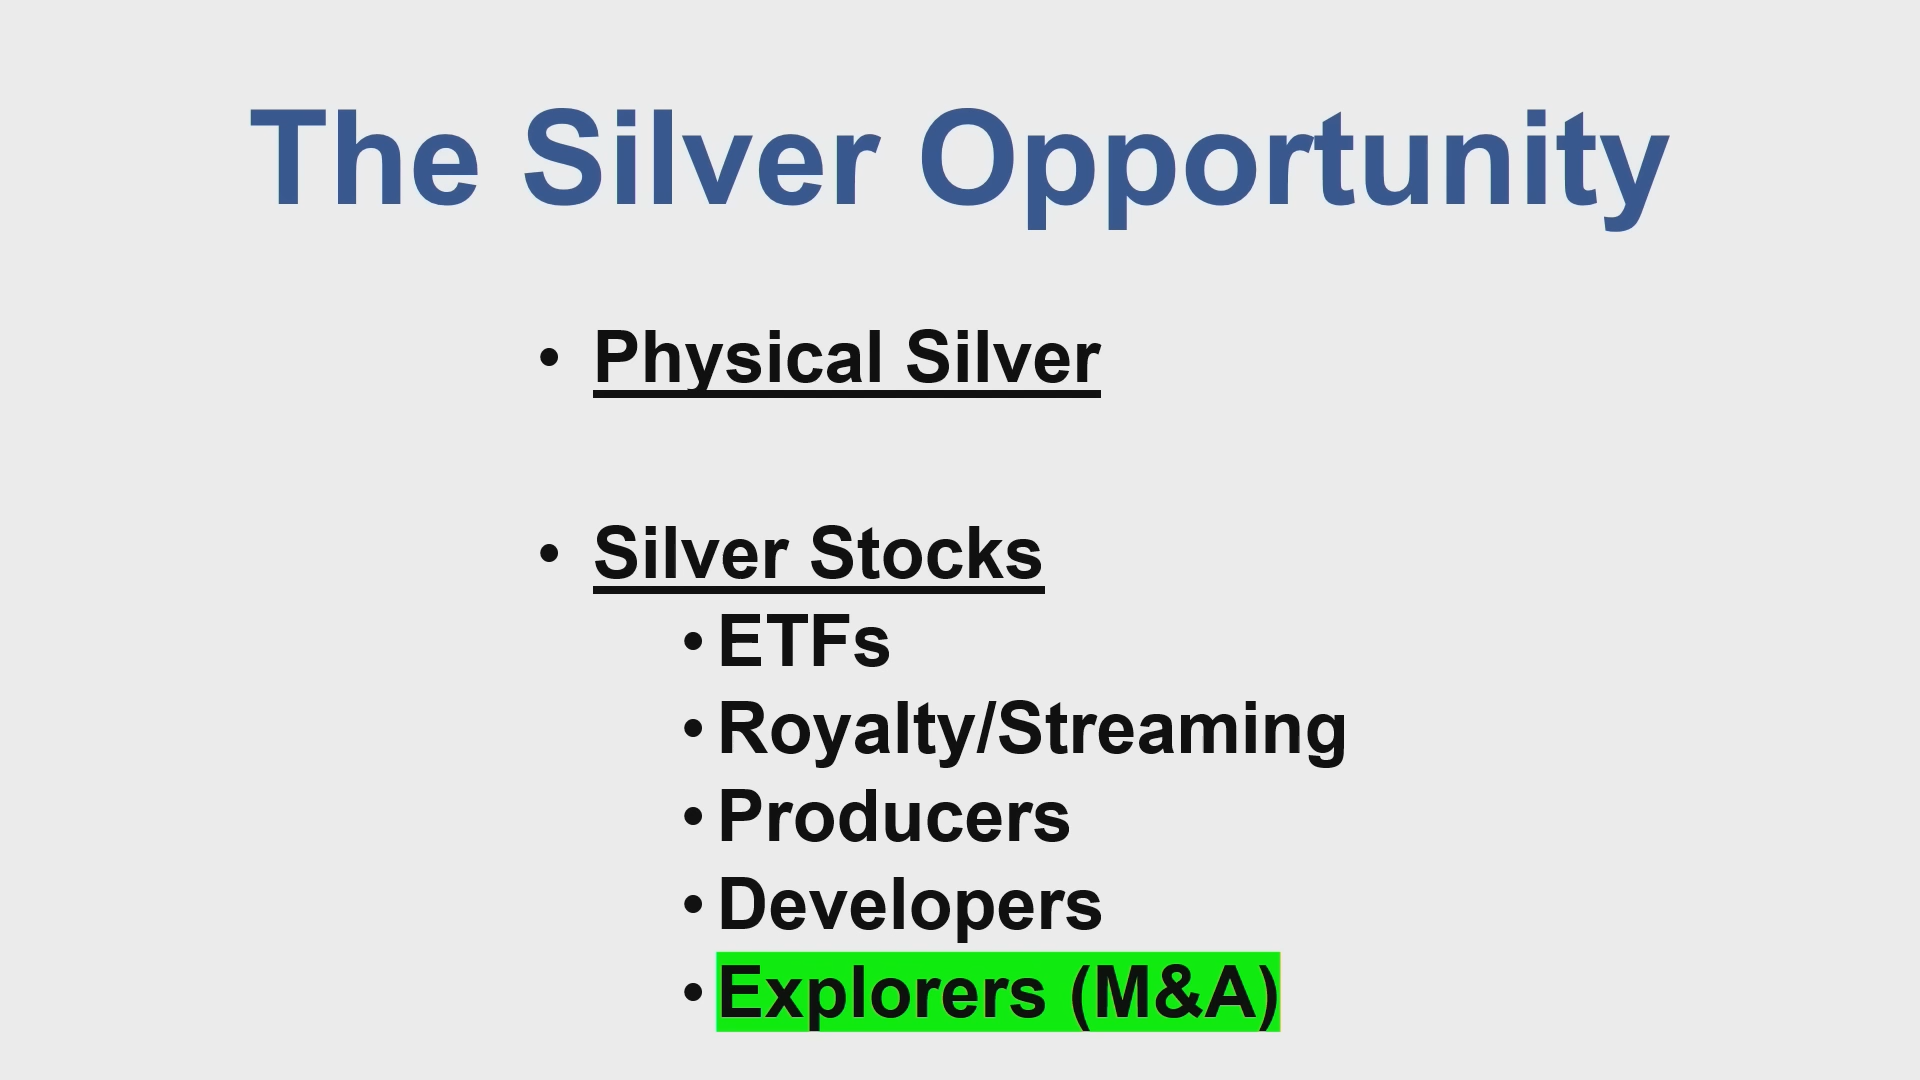 The Silver Opportunity
• Physical Silver
• Silver Stocks
• ETFs
• Royalty/Streaming
• Producers
• Developers
• Explorers (M&A)